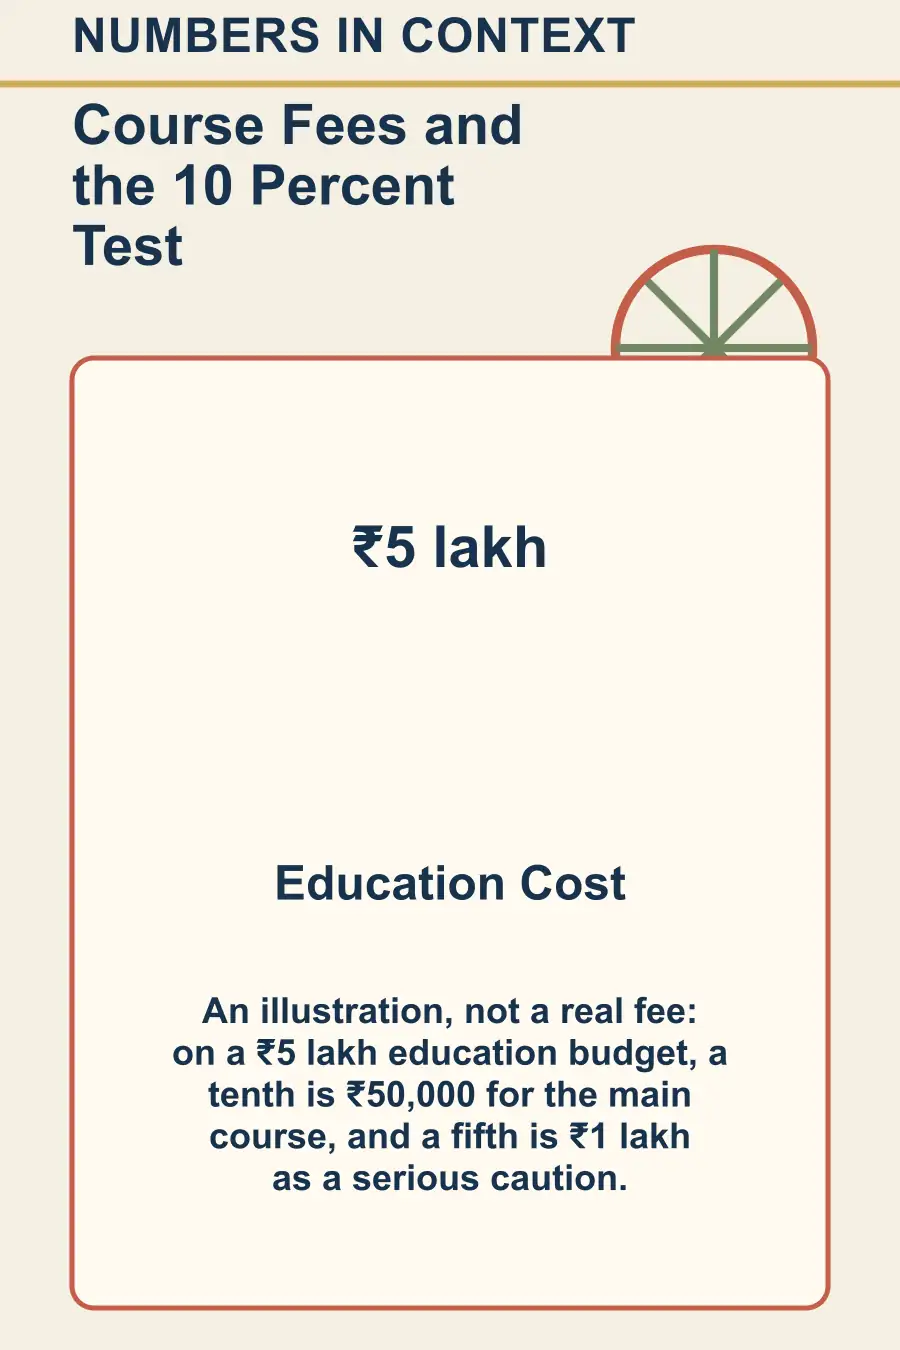 NUMBERS IN CONTEXT
Course Fees and
the 10 Percent
Test
₹5 lakh
Education Cost
An illustration, not a real fee:
on a ₹5 lakh education budget, a
tenth is ₹50,000 for the main
course, and a fifth is ₹1 lakh
as a serious caution.